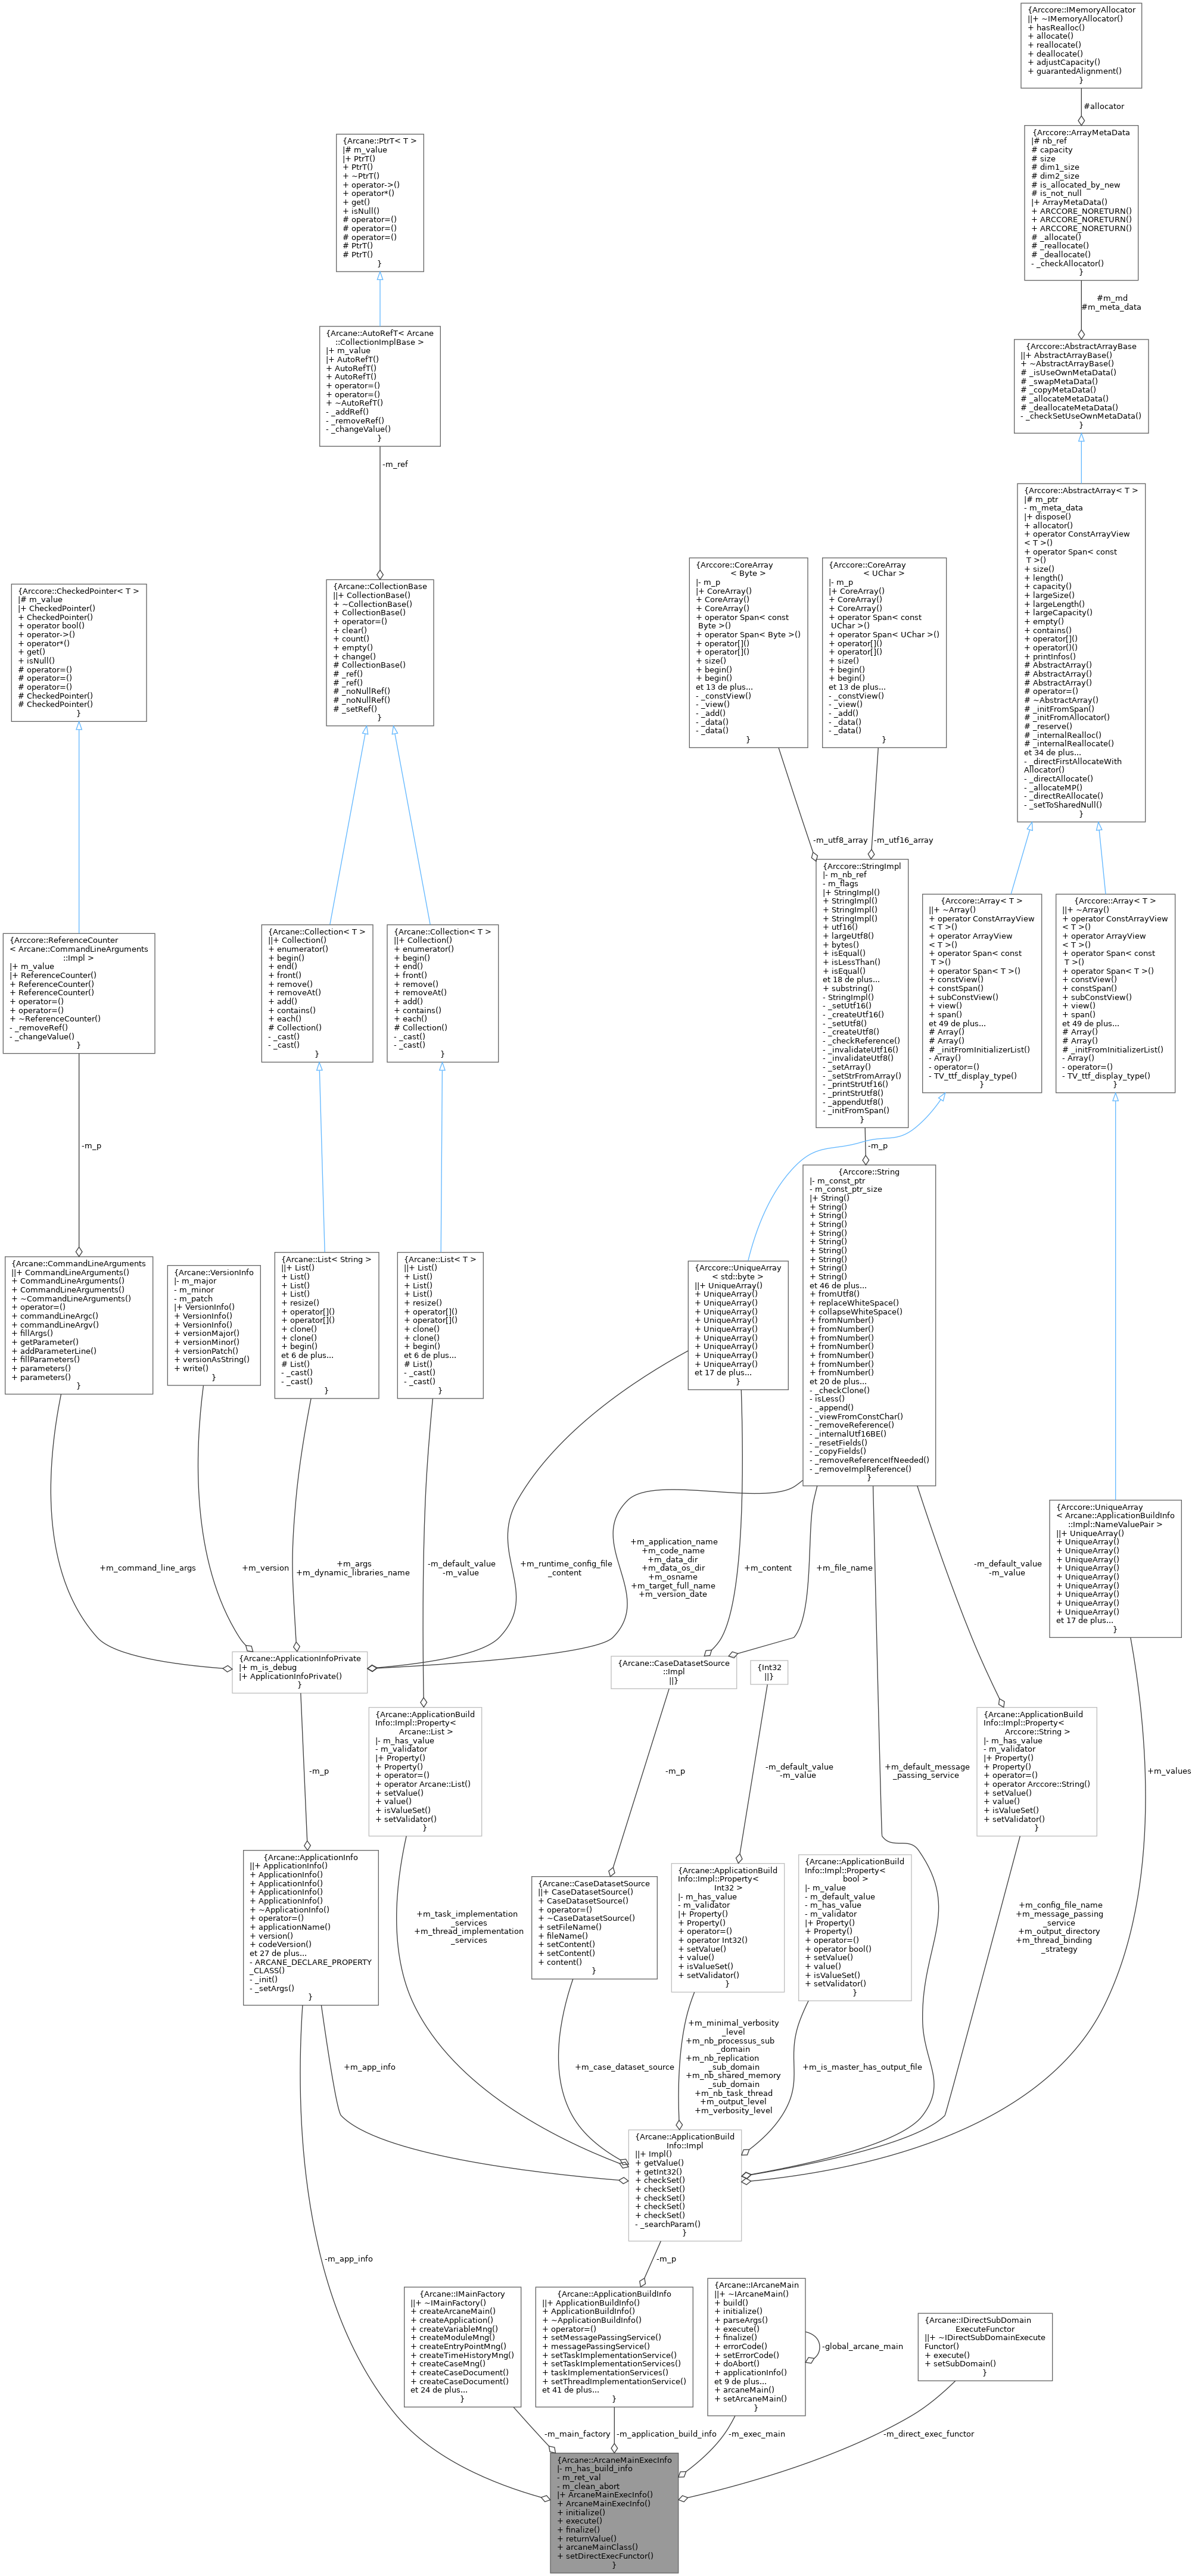 {Arccore::IMemoryAllocator
||+ ~IMemoryAllocator()
+ hasRealloc()
+ allocate()
+ reallocate()
+ deallocate()
+ adjustCapacity()
+ guarantedAlignment()
}
#allocator
{Arccore::ArrayMetaData
|# nb_ref
# capacity
# size
# dim1_size
# dim2_size
# is_allocated_by_new
# is_not_null
|+ ArrayMetaData()
+ ARCCORE_NORETURN()
+ ARCCORE_NORETURN()
+ ARCCORE_NORETURN()
# _allocate()
# _reallocate()
# _deallocate()
- _checkAllocator()
}
#m_md
#m_meta_data
{Arcane::PtrT< T >
|# m_value
|+ PtrT()
+ PtrT()
+ ~PtrT()
+ operator->()
+ operator*()
+ get()
+ isNull()
# operator=()
# operator=()
# operator=()
# PtrT()
# PtrT()
}
{Arcane::AutoRefT< Arcane
::CollectionImplBase >
|+ m_value
|+ AutoRefT()
+ AutoRefT()
+ AutoRefT()
+ operator=()
+ operator=()
+ ~AutoRefT()
- _addRef()
- _removeRef()
- _changeValue()
}
-m_ref
{Arccore::AbstractArrayBase
||+ AbstractArrayBase()
+ ~AbstractArrayBase()
# _isUseOwnMetaData()
# _swapMetaData()
# _copyMetaData()
# _allocateMetaData()
# _deallocateMetaData()
- _checkSetUseOwnMetaData()
}
{Arccore::AbstractArray< T >
|# m_ptr
- m_meta_data
|+ dispose()
+ allocator()
+ operator ConstArrayView
< T >()
+ operator Span< const
T >()
+ size()
+ length()
+ capacity()
+ largeSize()
+ largeLength()
+ largeCapacity()
+ empty()
+ contains()
+ operator[]()
+ operator()()
+ printInfos()
# AbstractArray()
# AbstractArray()
# AbstractArray()
# operator=()
# ~AbstractArray()
# _initFromSpan()
# _initFromAllocator()
# _reserve()
# _internalRealloc()
# _internalReallocate()
et 34 de plus...
- _directFirstAllocateWith
Allocator()
- _directAllocate()
- _allocateMP()
- _directReAllocate()
- _setToSharedNull()
}
{Arccore::CheckedPointer< T >
|# m_value
|+ CheckedPointer()
+ CheckedPointer()
+ operator bool()
+ operator->()
+ operator*()
+ get()
+ isNull()
# operator=()
# operator=()
# operator=()
# CheckedPointer()
# CheckedPointer()
}
{Arcane::CollectionBase
||+ CollectionBase()
+ ~CollectionBase()
+ CollectionBase()
+ operator=()
+ clear()
+ count()
+ empty()
+ change()
# CollectionBase()
# _ref()
# _ref()
# _noNullRef()
# _noNullRef()
# _setRef()
}
{Arccore::CoreArray
< Byte >
|- m_p
|+ CoreArray()
+ CoreArray()
+ CoreArray()
+ operator Span< const
Byte >()
+ operator Span< Byte >()
+ operator[]()
+ operator[]()
+ size()
+ begin()
+ begin()
et 13 de plus...
- _constView()
- _view()
- _add()
- _data()
- _data()
}
{Arccore::CoreArray
< UChar >
|- m_p
|+ CoreArray()
+ CoreArray()
+ CoreArray()
+ operator Span< const
UChar >()
+ operator Span< UChar >()
+ operator[]()
+ operator[]()
+ size()
+ begin()
+ begin()
et 13 de plus...
- _constView()
- _view()
- _add()
- _data()
- _data()
}
-m_utf8_array
-m_utf16_array
{Arccore::StringImpl
|- m_nb_ref
- m_flags
|+ StringImpl()
+ StringImpl()
+ StringImpl()
+ StringImpl()
+ utf16()
+ largeUtf8()
+ bytes()
+ isEqual()
+ isLessThan()
+ isEqual()
et 18 de plus...
+ substring()
- StringImpl()
- _setUtf16()
- _createUtf16()
- _setUtf8()
- _createUtf8()
- _checkReference()
- _invalidateUtf16()
- _invalidateUtf8()
- _setArray()
- _setStrFromArray()
- _printStrUtf16()
- _printStrUtf8()
- _appendUtf8()
- _initFromSpan()
}
-m_p
{Arccore::Array< T >
||+ ~Array()
+ operator ConstArrayView
< T >()
+ operator ArrayView
< T >()
+ operator Span< const
T >()
+ operator Span< T >()
+ constView()
+ constSpan()
+ subConstView()
+ view()
+ span()
et 49 de plus...
# Array()
# Array()
# _initFromInitializerList()
- Array()
- operator=()
- TV_ttf_display_type()
}
{Arccore::Array< T >
||+ ~Array()
+ operator ConstArrayView
< T >()
+ operator ArrayView
< T >()
+ operator Span< const
T >()
+ operator Span< T >()
+ constView()
+ constSpan()
+ subConstView()
+ view()
+ span()
et 49 de plus...
# Array()
# Array()
# _initFromInitializerList()
- Array()
- operator=()
- TV_ttf_display_type()
}
{Arccore::ReferenceCounter
< Arcane::CommandLineArguments
::Impl >
|+ m_value
|+ ReferenceCounter()
+ ReferenceCounter()
+ ReferenceCounter()
+ operator=()
+ operator=()
+ ~ReferenceCounter()
- _removeRef()
- _changeValue()
}
-m_p
{Arcane::Collection< T >
||+ Collection()
+ enumerator()
+ begin()
+ end()
+ front()
+ remove()
+ removeAt()
+ add()
+ contains()
+ each()
# Collection()
- _cast()
- _cast()
}
{Arcane::Collection< T >
||+ Collection()
+ enumerator()
+ begin()
+ end()
+ front()
+ remove()
+ removeAt()
+ add()
+ contains()
+ each()
# Collection()
- _cast()
- _cast()
}
{Arccore::String
|- m_const_ptr
- m_const_ptr_size
|+ String()
+ String()
+ String()
+ String()
+ String()
+ String()
+ String()
+ String()
+ String()
+ String()
et 46 de plus...
+ fromUtf8()
+ replaceWhiteSpace()
+ collapseWhiteSpace()
+ fromNumber()
+ fromNumber()
+ fromNumber()
+ fromNumber()
+ fromNumber()
+ fromNumber()
+ fromNumber()
et 20 de plus...
- _checkClone()
- isLess()
- _append()
- _viewFromConstChar()
- _removeReference()
- _internalUtf16BE()
- _resetFields()
- _copyFields()
- _removeReferenceIfNeeded()
- _removeImplReference()
}
{Arcane::CommandLineArguments
||+ CommandLineArguments()
+ CommandLineArguments()
+ CommandLineArguments()
+ ~CommandLineArguments()
+ operator=()
+ commandLineArgc()
+ commandLineArgv()
+ fillArgs()
+ getParameter()
+ addParameterLine()
+ fillParameters()
+ parameters()
+ parameters()
}
{Arcane::VersionInfo
|- m_major
- m_minor
- m_patch
|+ VersionInfo()
+ VersionInfo()
+ VersionInfo()
+ versionMajor()
+ versionMinor()
+ versionPatch()
+ versionAsString()
+ write()
}
{Arcane::List< String >
||+ List()
+ List()
+ List()
+ List()
+ resize()
+ operator[]()
+ operator[]()
+ clone()
+ clone()
+ begin()
et 6 de plus...
# List()
- _cast()
- _cast()
}
{Arcane::List< T >
||+ List()
+ List()
+ List()
+ List()
+ resize()
+ operator[]()
+ operator[]()
+ clone()
+ clone()
+ begin()
et 6 de plus...
# List()
- _cast()
- _cast()
}
{Arccore::UniqueArray
< std::byte >
||+ UniqueArray()
+ UniqueArray()
+ UniqueArray()
+ UniqueArray()
+ UniqueArray()
+ UniqueArray()
+ UniqueArray()
+ UniqueArray()
+ UniqueArray()
+ UniqueArray()
et 17 de plus...
}
{Arccore::UniqueArray
< Arcane::ApplicationBuildInfo
::Impl::NameValuePair >
||+ UniqueArray()
+ UniqueArray()
+ UniqueArray()
+ UniqueArray()
+ UniqueArray()
+ UniqueArray()
+ UniqueArray()
+ UniqueArray()
+ UniqueArray()
+ UniqueArray()
et 17 de plus...
}
+m_command_line_args
+m_version
+m_args
+m_dynamic_libraries_name
-m_default_value
-m_value
+m_runtime_config_file
_content
+m_application_name
+m_code_name
+m_data_dir
+m_data_os_dir
+m_osname
+m_target_full_name
+m_version_date
+m_content
+m_file_name
-m_default_value
-m_value
{Arcane::ApplicationInfoPrivate
|+ m_is_debug
|+ ApplicationInfoPrivate()
}
{Arcane::CaseDatasetSource
::Impl
||}
{Int32
||}
-m_p
{Arcane::ApplicationBuild
Info::Impl::Property<
Arcane::List >
|- m_has_value
- m_validator
|+ Property()
+ Property()
+ operator=()
+ operator Arcane::List()
+ setValue()
+ value()
+ isValueSet()
+ setValidator()
}
-m_p
-m_default_value
-m_value
+m_default_message
_passing_service
{Arcane::ApplicationBuild
Info::Impl::Property<
Arccore::String >
|- m_has_value
- m_validator
|+ Property()
+ Property()
+ operator=()
+ operator Arccore::String()
+ setValue()
+ value()
+ isValueSet()
+ setValidator()
}
+m_values
{Arcane::ApplicationInfo
||+ ApplicationInfo()
+ ApplicationInfo()
+ ApplicationInfo()
+ ApplicationInfo()
+ ApplicationInfo()
+ ~ApplicationInfo()
+ operator=()
+ applicationName()
+ version()
+ codeVersion()
et 27 de plus...
- ARCANE_DECLARE_PROPERTY
_CLASS()
- _init()
- _setArgs()
}
+m_task_implementation
_services
+m_thread_implementation
_services
{Arcane::CaseDatasetSource
||+ CaseDatasetSource()
+ CaseDatasetSource()
+ operator=()
+ ~CaseDatasetSource()
+ setFileName()
+ fileName()
+ setContent()
+ setContent()
+ content()
}
{Arcane::ApplicationBuild
Info::Impl::Property<
Int32 >
|- m_has_value
- m_validator
|+ Property()
+ Property()
+ operator=()
+ operator Int32()
+ setValue()
+ value()
+ isValueSet()
+ setValidator()
}
{Arcane::ApplicationBuild
Info::Impl::Property<
bool >
|- m_value
- m_default_value
- m_has_value
- m_validator
|+ Property()
+ Property()
+ operator=()
+ operator bool()
+ setValue()
+ value()
+ isValueSet()
+ setValidator()
}
+m_config_file_name
+m_message_passing
_service
+m_output_directory
+m_thread_binding
_strategy
+m_app_info
+m_case_dataset_source
+m_minimal_verbosity
_level
+m_nb_processus_sub
_domain
+m_nb_replication
_sub_domain
+m_nb_shared_memory
_sub_domain
+m_nb_task_thread
+m_output_level
+m_verbosity_level
+m_is_master_has_output_file
{Arcane::ApplicationBuild
Info::Impl
||+ Impl()
+ getValue()
+ getInt32()
+ checkSet()
+ checkSet()
+ checkSet()
+ checkSet()
+ checkSet()
- _searchParam()
}
-m_app_info
-m_p
{Arcane::IMainFactory
||+ ~IMainFactory()
+ createArcaneMain()
+ createApplication()
+ createVariableMng()
+ createModuleMng()
+ createEntryPointMng()
+ createTimeHistoryMng()
+ createCaseMng()
+ createCaseDocument()
+ createCaseDocument()
et 24 de plus...
}
{Arcane::ApplicationBuildInfo
||+ ApplicationBuildInfo()
+ ApplicationBuildInfo()
+ ~ApplicationBuildInfo()
+ operator=()
+ setMessagePassingService()
+ messagePassingService()
+ setTaskImplementationService()
+ setTaskImplementationServices()
+ taskImplementationServices()
+ setThreadImplementationService()
et 41 de plus...
}
{Arcane::IArcaneMain
||+ ~IArcaneMain()
+ build()
+ initialize()
+ parseArgs()
+ execute()
+ finalize()
+ errorCode()
+ setErrorCode()
+ doAbort()
+ applicationInfo()
et 9 de plus...
+ arcaneMain()
+ setArcaneMain()
}
-global_arcane_main
{Arcane::IDirectSubDomain
ExecuteFunctor
||+ ~IDirectSubDomainExecute
Functor()
+ execute()
+ setSubDomain()
}
-m_main_factory
-m_application_build_info
-m_exec_main
-m_direct_exec_functor
{Arcane::ArcaneMainExecInfo
|- m_has_build_info
- m_ret_val
- m_clean_abort
|+ ArcaneMainExecInfo()
+ ArcaneMainExecInfo()
+ initialize()
+ execute()
+ finalize()
+ returnValue()
+ arcaneMainClass()
+ setDirectExecFunctor()
}